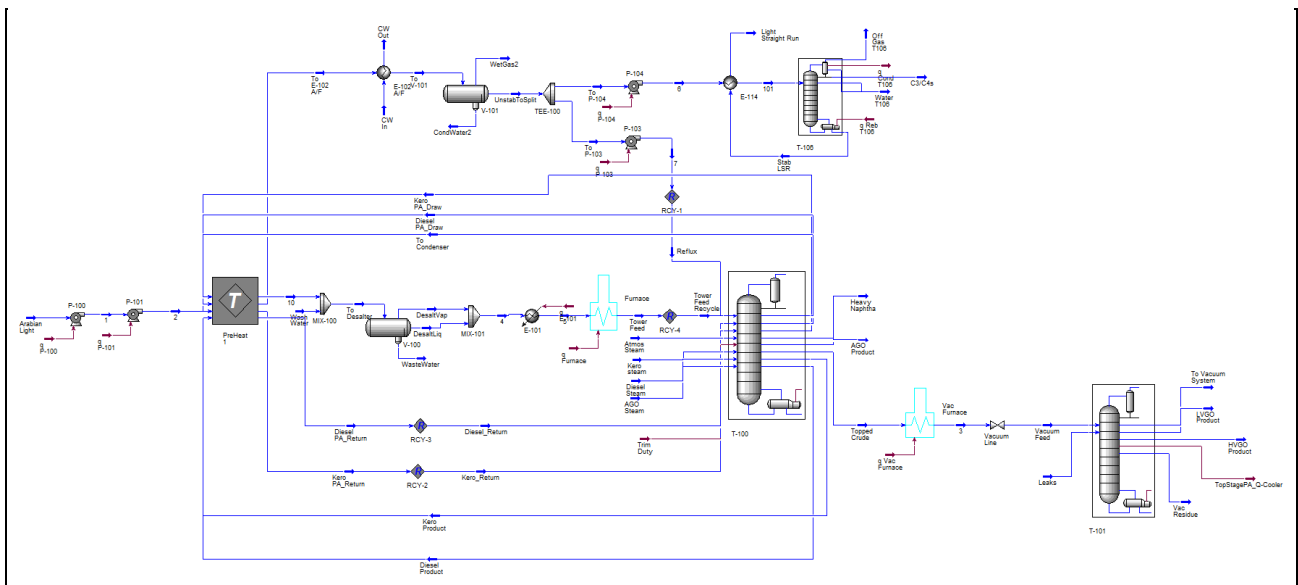 CW
Out
To
E-102
A/F
E-102
A/F
To
V-101
CW
In
WetGas2
V-101
CondWater2
UnstabToSplit
TEE-100
To
P-104
P-104
q
P-104
6
To
P-103
P-103
q
P-103
7
RCY-1
Reflux
Light
Straight Run
E-114
101
Off
Gas
T106
q
Cond
T106
C3/C4s
Water
T106
q Reb
T106
T-106
Stab
LSR
Kero
PA_Draw
Diesel
PA_Draw
To
Condenser
Arabian
Light
P-100
q
P-100
1
P-101
q
P-101
2
T
PreHeat
1
10
Wash
Water
MIX-100
To
Desalter
V-100
DesaltVap
DesaltLiq
WasteWater
MIX-101
4
E-101
q
E-101
5
Furnace
q
Furnace
Tower
Feed
RCY-4
Tower
Feed
Recycle
Atmos
Steam
Kero
steam
Diesel
Steam
AGO
Steam
Trim
Duty
T-100
Heavy
Naphtha
AGO
Product
Topped
Crude
Diesel
PA_Return
RCY-3
Diesel_Return
Kero
PA_Return
RCY-2
Kero_Return
Kero
Product
Diesel
Product
Vac
Furnace
q Vac
Furnace
3
Vacuum
Line
Vacuum
Feed
Leaks
T-101
To Vacuum
System
LVGO
Product
HVGO
Product
TopStagePA_Q-Cooler
Vac
Residue